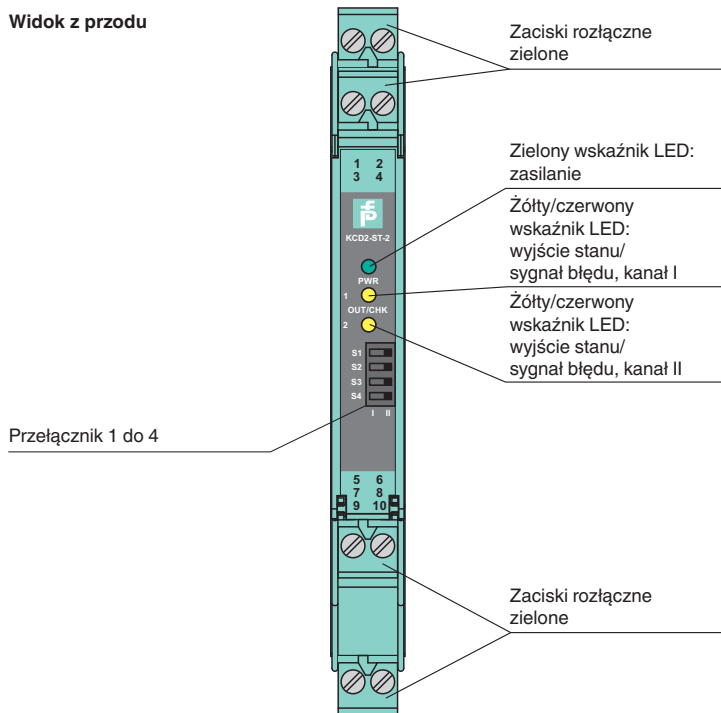 Widok z przodu
Zaciski rozłączne
zielone
Zielony wskaźnik LED:
zasilanie
Żółty/czerwony
wskaźnik LED:
wyjście stanu/
sygnał błędu, kanał I
Żółty/czerwony
wskaźnik LED:
wyjście stanu/
sygnał błędu, kanał II
1 2
3 4
KCD2-ST-2
PWR
1
OUT/CHK
2
S1
S2
S3
S4
I II
Przełącznik 1 do 4
5 6
7 8
9 10
Zaciski rozłączne
zielone